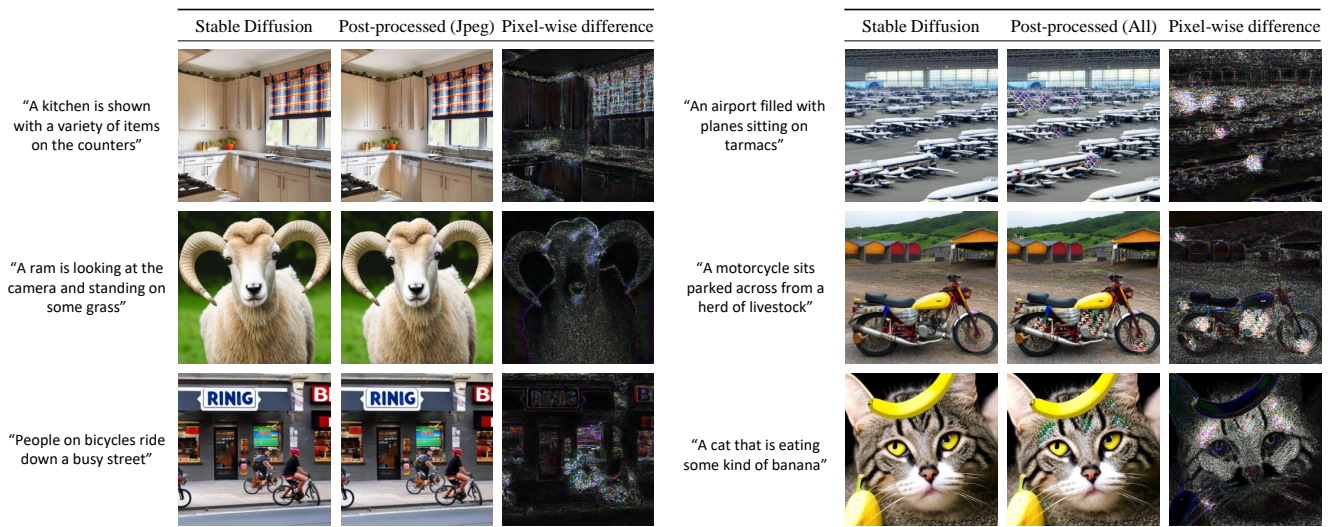 Stable Diffusion Post-processed (Jpeg) Pixel-wise difference
“A kitchen is shown
with a variety of items
on the counters”
“A ram is looking at the
camera and standing on
some grass”
RINIG
B
“People on bicycles ride
down a busy street”
RINIG
B
RINIG
Stable Diffusion Post-processed (All) Pixel-wise difference
“An airport filled with
planes sitting on
tarmacs”
“A motorcycle sits
parked across from a
herd of livestock”
“A cat that is eating
some kind of banana”